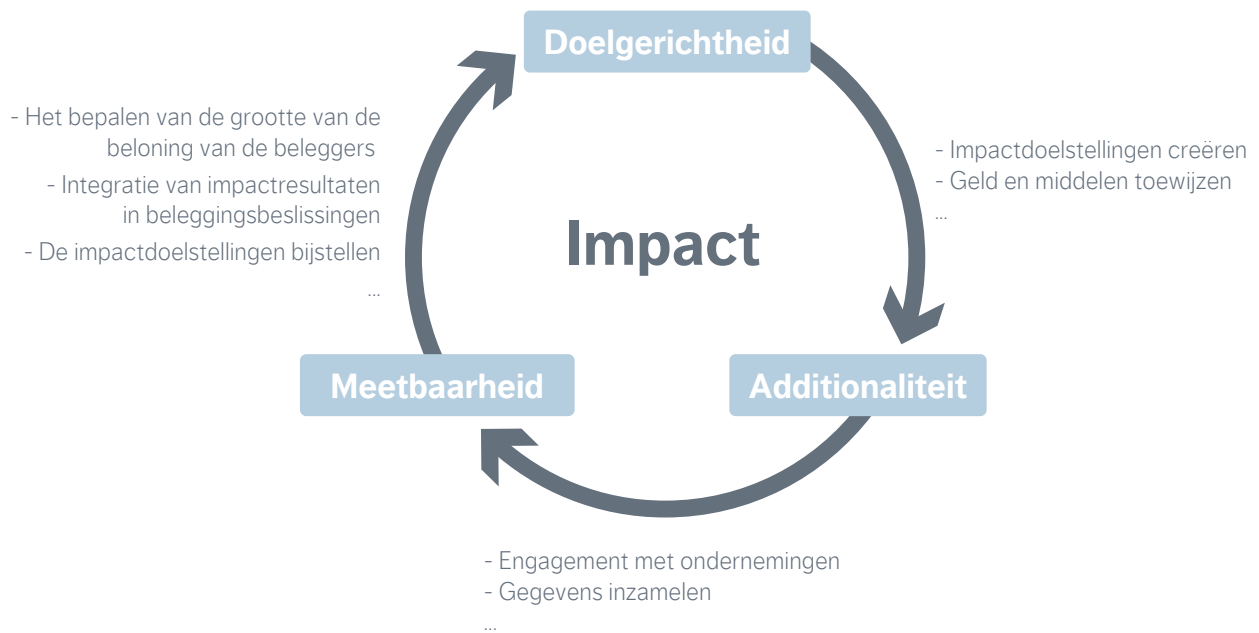 Doelgerichtheid
- Het bepalen van de grootte van de
beloning van de beleggers
- Integratie van impactresultaten
in beleggingsbeslissingen
- De impactdoelstellingen bijstellen
...
- Impactdoelstellingen creëren
- Geld en middelen toewijzen
...
Impact
Meetbaarheid
Additionaliteit
- Engagement met ondernemingen
- Gegevens inzamelen
...